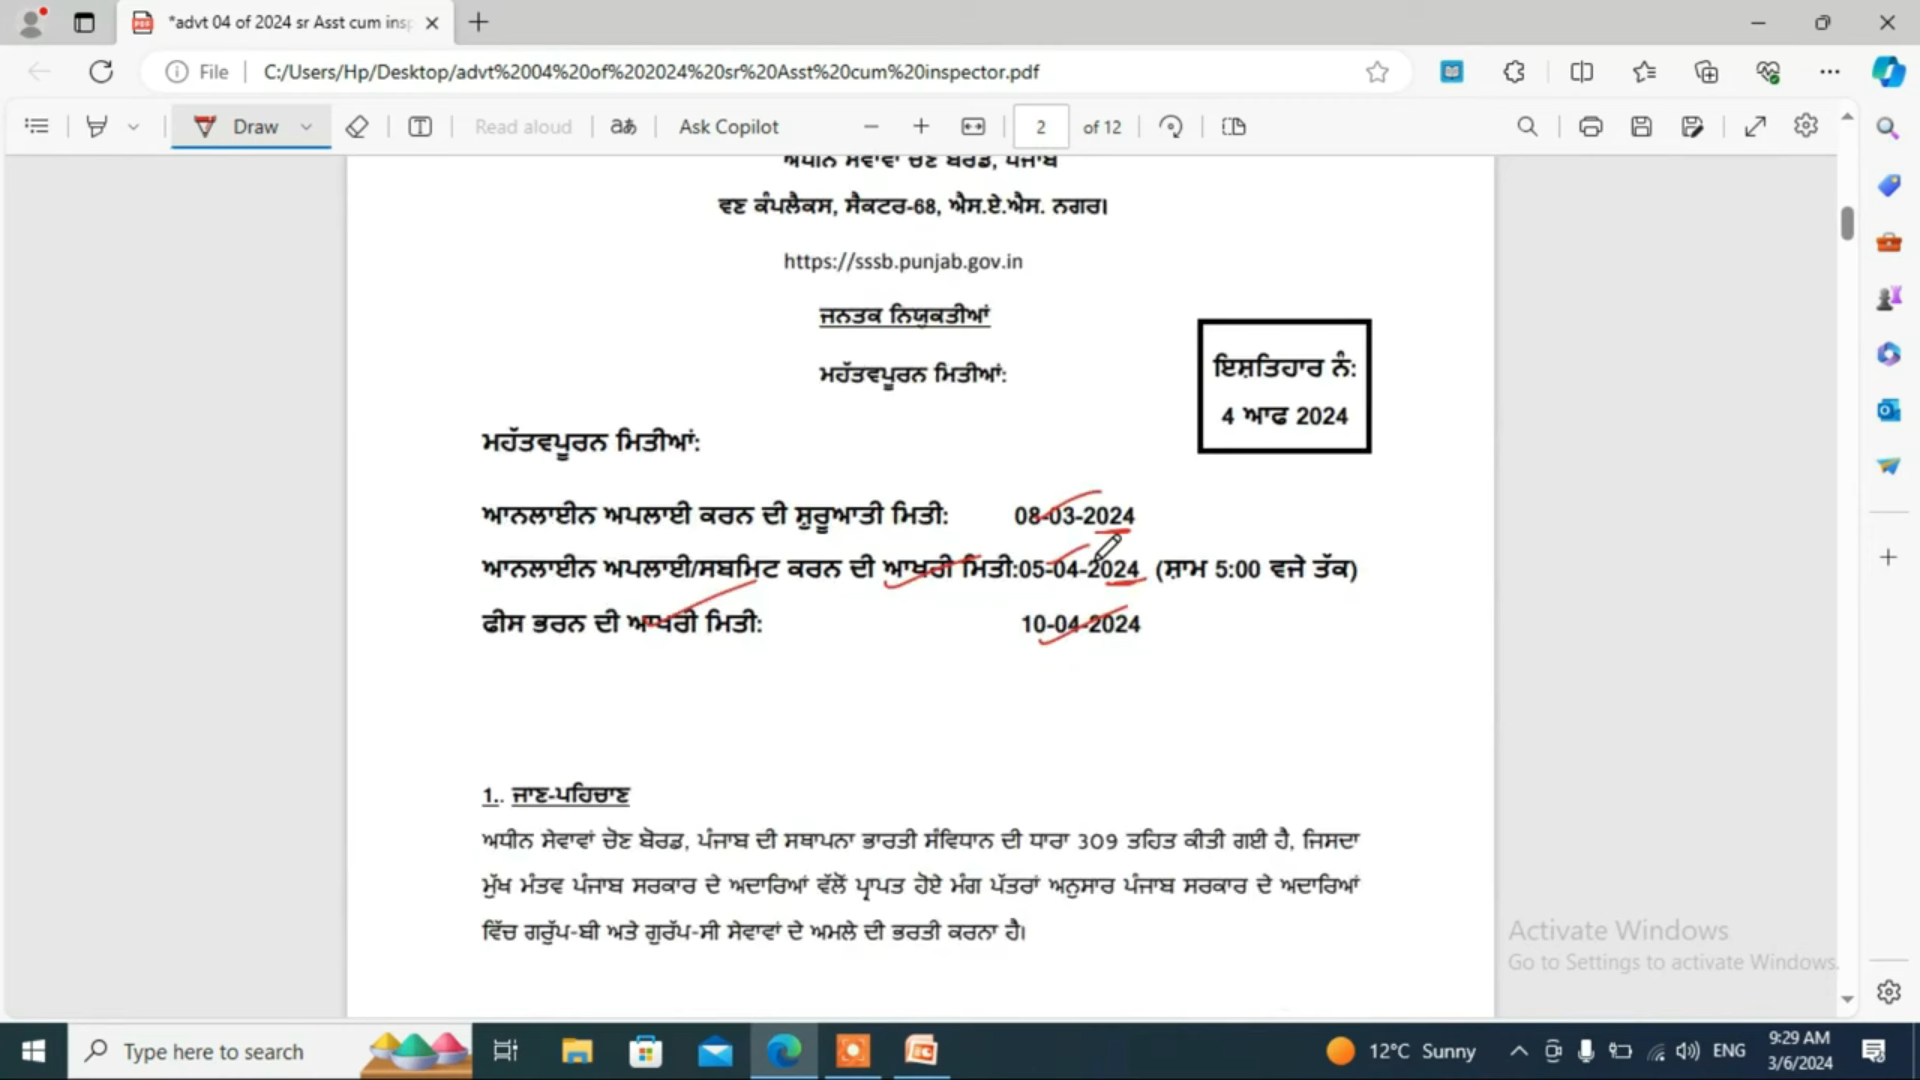 *advt 04 of 2024 sr Asst cum insp
File
C:/Users/Hp/Desktop/advt%2004%20of%202024%20sr%20Asst%20cum%20inspector.pdf
Draw
Read aloud
aあ
Ask Copilot
2
of 12
ਅਧੀਨ ਸੇਵਾਵਾਂ ਚੋਣ ਬੋਰਡ, ਪੰਜਾਬ
ਵਣ ਕੰਪਲੈਕਸ, ਸੈਕਟਰ-68, ਐਸ.ਏ.ਐਸ. ਨਗਰ।
https://sssb.punjab.gov.in
ਜਨਤਕ ਨਿਯੁਕਤੀਆਂ
ਇਸ਼ਤਿਹਾਰ ਨੰ:
4 ਆਫ 2024
ਮਹੱਤਵਪੂਰਨ ਮਿਤੀਆਂ:
ਮਹੱਤਵਪੂਰਨ ਮਿਤੀਆਂ:
ਆਨਲਾਈਨ ਅਪਲਾਈ ਕਰਨ ਦੀ ਸ਼ੁਰੂਆਤੀ ਮਿਤੀ: 08-03-2024
ਆਨਲਾਈਨ ਅਪਲਾਈ/ਸਬਮਿਟ ਕਰਨ ਦੀ ਆਖਰੀ ਮਿਤੀ:05-04-2024 (ਸ਼ਾਮ 5:00 ਵਜੇ ਤੱਕ)
ਫੀਸ ਭਰਨ ਦੀ ਆਖਰੀ ਮਿਤੀ: 10-04-2024
1.. ਜਾਣ-ਪਹਿਚਾਣ
ਅਧੀਨ ਸੇਵਾਵਾਂ ਚੋਣ ਬੋਰਡ, ਪੰਜਾਬ ਦੀ ਸਥਾਪਨਾ ਭਾਰਤੀ ਸੰਵਿਧਾਨ ਦੀ ਧਾਰਾ 309 ਤਹਿਤ ਕੀਤੀ ਗਈ ਹੈ, ਜਿਸਦਾ
ਮੁੱਖ ਮੰਤਵ ਪੰਜਾਬ ਸਰਕਾਰ ਦੇ ਅਦਾਰਿਆਂ ਵੱਲੋਂ ਪ੍ਰਾਪਤ ਹੋਏ ਮੰਗ ਪੱਤਰਾਂ ਅਨੁਸਾਰ ਪੰਜਾਬ ਸਰਕਾਰ ਦੇ ਅਦਾਰਿਆਂ
ਵਿੱਚ ਗਰੁੱਪ-ਬੀ ਅਤੇ ਗੁਰੱਪ-ਸੀ ਸੇਵਾਵਾਂ ਦੇ ਅਮਲੇ ਦੀ ਭਰਤੀ ਕਰਨਾ ਹੈ।
Activate Windows
Go to Settings to activate Windows.
Type here to search
12°C Sunny
ENG
9:29 AM
3/6/2024